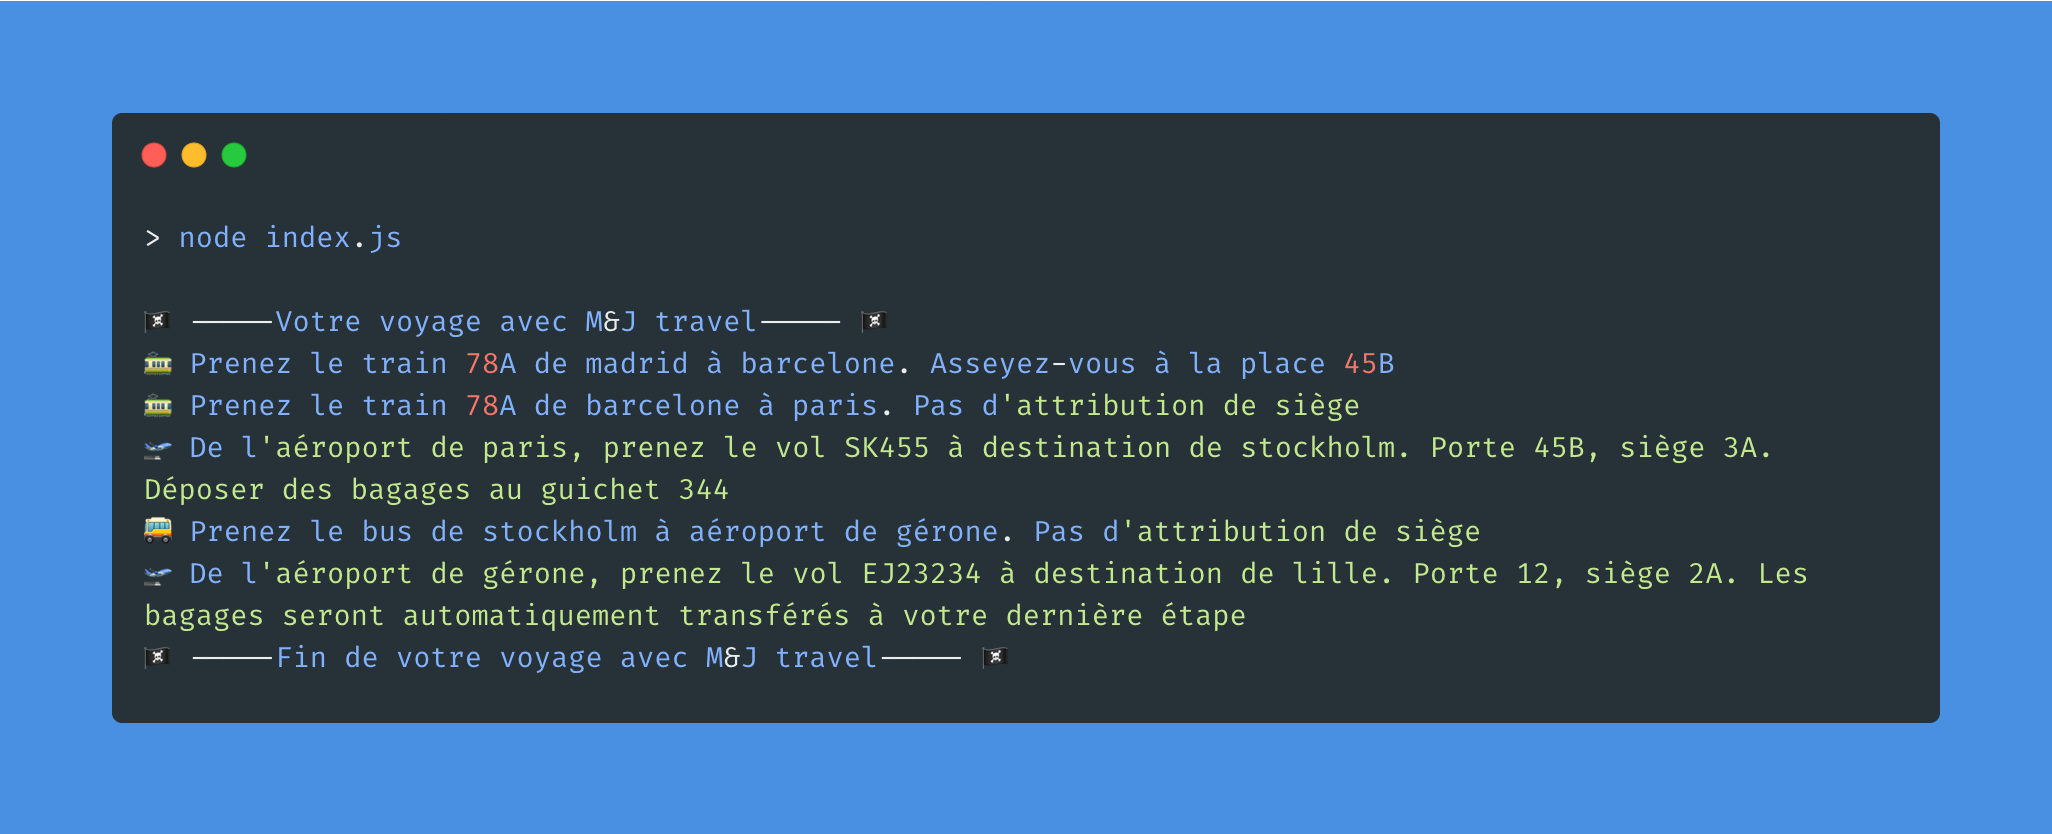 > node index.js
🏴‍☠️ -----Votre voyage avec M&J travel----- 🏴‍☠️
🚋 Prenez le train 78A de madrid à barcelone. Asseyez-vous à la place 45B
🚋 Prenez le train 78A de barcelone à paris. Pas d'attribution de siège
🛫 De l'aéroport de paris, prenez le vol SK455 à destination de stockholm. Porte 45B, siège 3A.
Déposer des bagages au guichet 344
🚌 Prenez le bus de stockholm à aéroport de gérone. Pas d'attribution de siège
🛫 De l'aéroport de gérone, prenez le vol EJ23234 à destination de lille. Porte 12, siège 2A. Les
bagages seront automatiquement transférés à votre dernière étape
🏴‍☠️ -----Fin de votre voyage avec M&J travel----- 🏴‍☠️